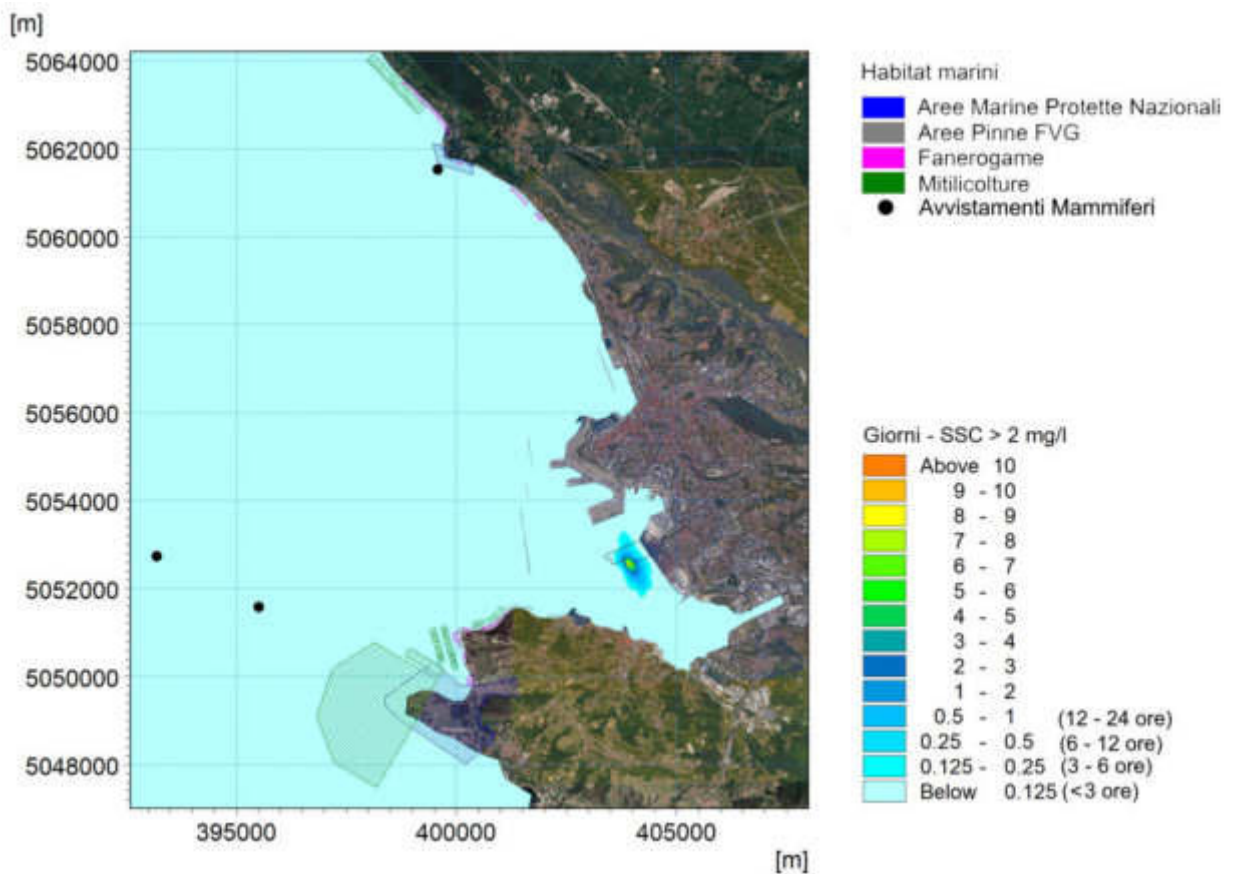 [m]
5064000
5062000
5060000
5058000
5056000
5054000
5052000
5050000
5048000
395000
400000
405000
[m]
Habitat marini
Aree Marine Protette Nazionali
Aree Pinne FVG
Fanerogame
Mitilicolture
Avvistamenti Mammiferi
Giorni - SSC > 2 mg/l
Above 10
9 - 10
8 - 9
7 - 8
6 - 7
5 - 6
4 - 5
3 - 4
2 - 3
1 - 2
0.5 - 1 (12 - 24 ore)
0.25 - 0.5 (6 - 12 ore)
0.125 - 0.25 (3 - 6 ore)
Below 0.125 (<3 ore)